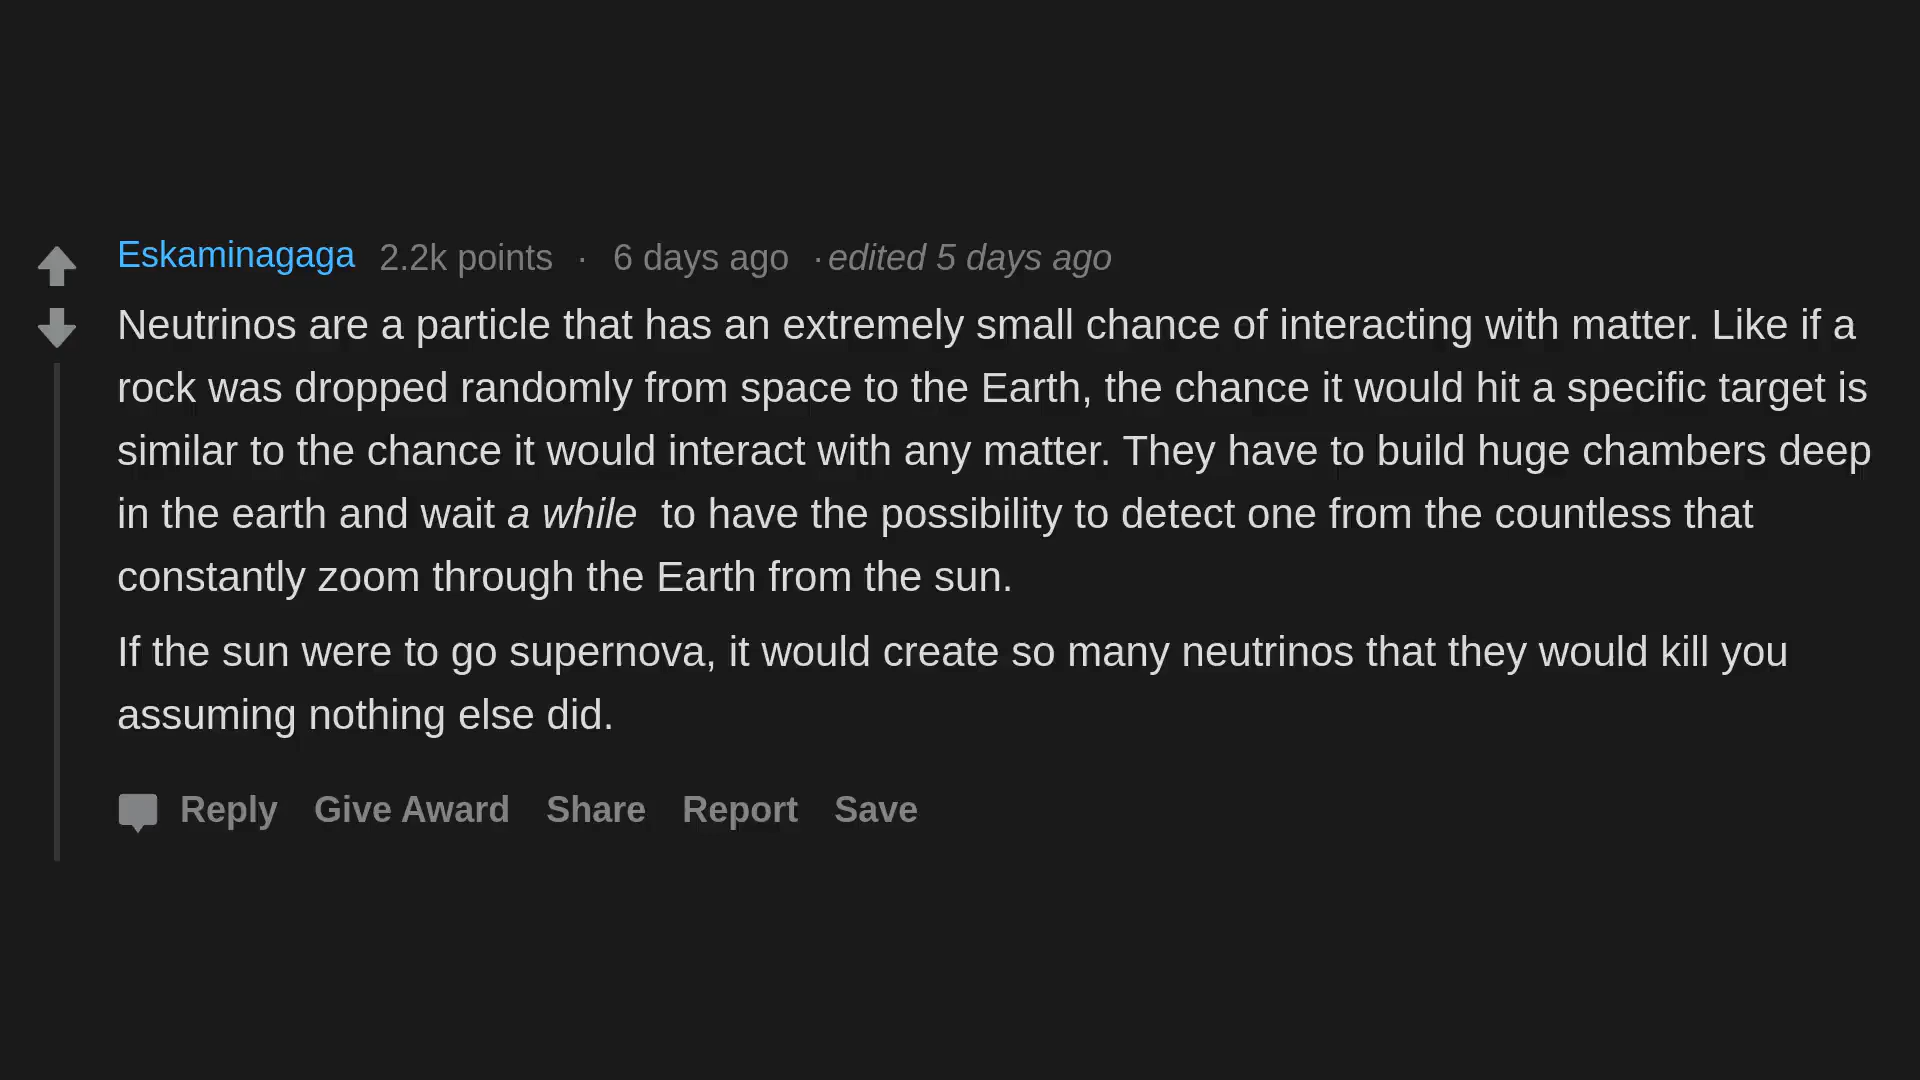 Eskaminagaga 2.2k points · 6 days ago · edited 5 days ago
Neutrinos are a particle that has an extremely small chance of interacting with matter. Like if a
rock was dropped randomly from space to the Earth, the chance it would hit a specific target is
similar to the chance it would interact with any matter. They have to build huge chambers deep
in the earth and wait a while to have the possibility to detect one from the countless that
constantly zoom through the Earth from the sun.
If the sun were to go supernova, it would create so many neutrinos that they would kill you
assuming nothing else did.
Reply Give Award Share Report Save